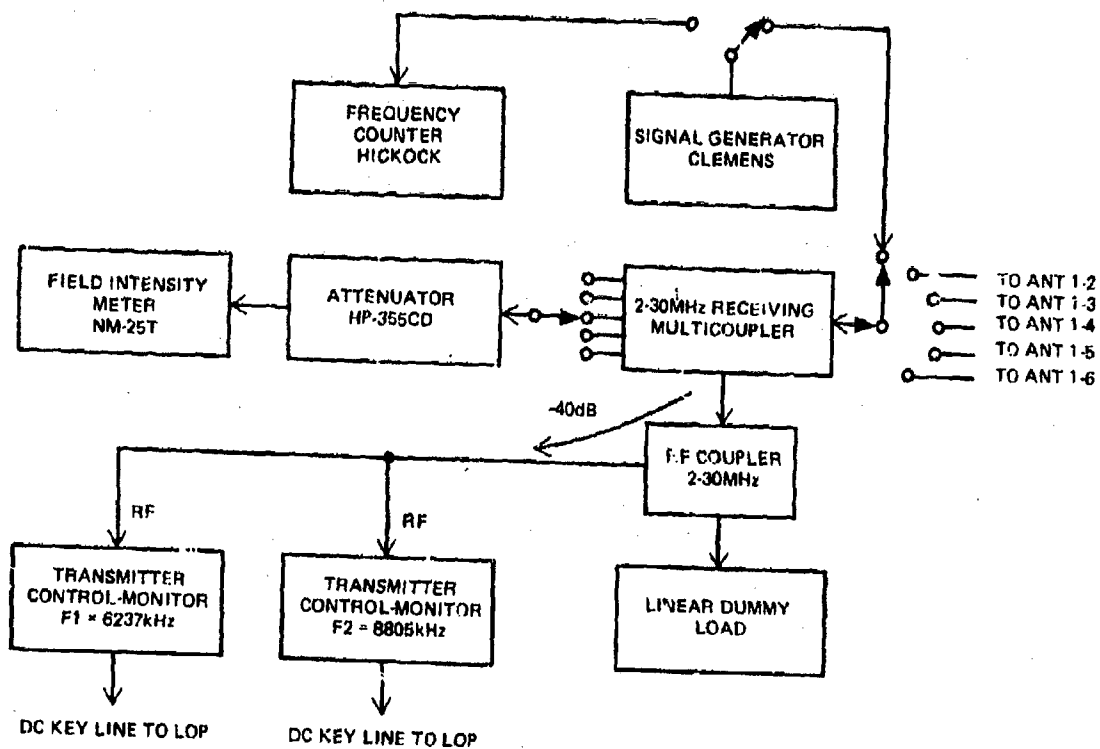 FREQUENCY
COUNTER
HICKOCK
SIGNAL GENERATOR
CLEMENS
FIELD INTENSITY
METER
NM-25T
ATTENUATOR
HP-355CD
2-30MHz RECEIVING
MULTICOUPLER
TO ANT 1-2
TO ANT 1-3
TO ANT 1-4
TO ANT 1-5
TO ANT 1-6
-40dB
RF COUPLER
2-30MHz
RF
RF
TRANSMITTER
CONTROL-MONITOR
F1 = 6237kHz
TRANSMITTER
CONTROL-MONITOR
F2 = 8805kHz
LINEAR DUMMY
LOAD
DC KEY LINE TO LOP
DC KEY LINE TO LOP